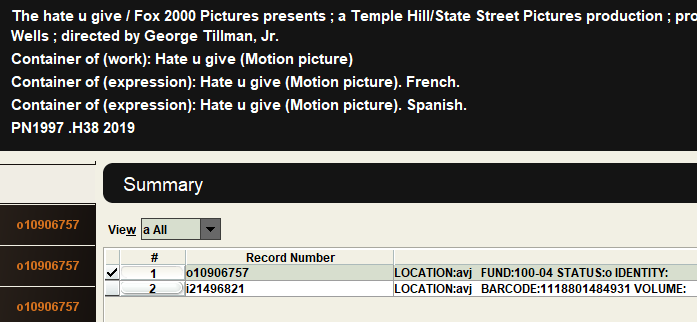 The hate u give / Fox 2000 Pictures presents ; a Temple Hill/State Street Pictures production ; pro
Wells ; directed by George Tillman, Jr.
Container of (work): Hate u give (Motion picture)
Container of (expression): Hate u give (Motion picture). French.
Container of (expression): Hate u give (Motion picture). Spanish.
PN1997 .H38 2019
Summary
o10906757
View a All
o10906757
# Record Number
1 o10906757 LOCATION:avj FUND:100-04 STATUS:o IDENTITY:
2 i21496821 LOCATION:avj BARCODE:1118801484931 VOLUME:
o10906757